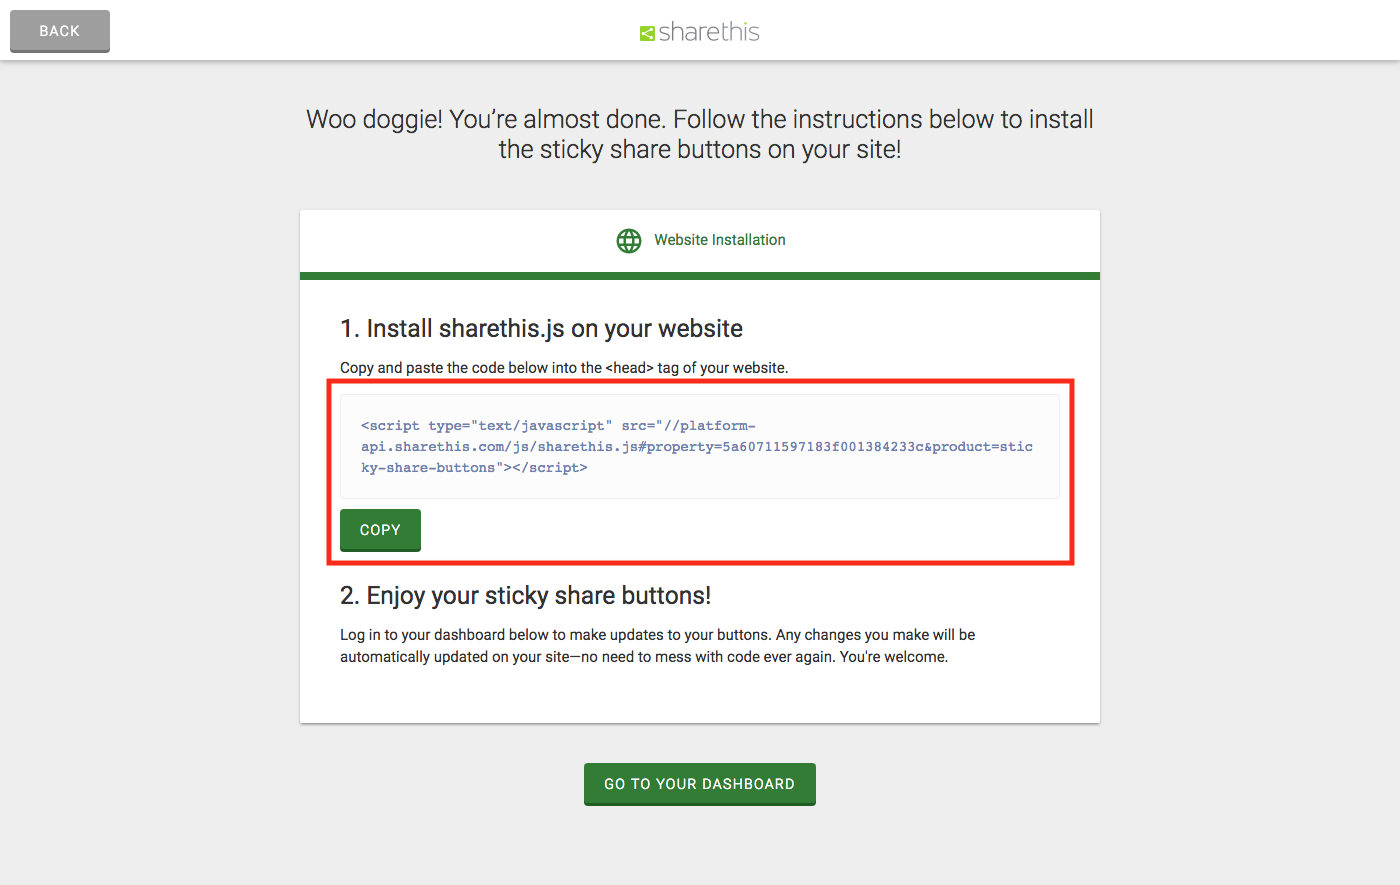 BACK
sharethis
Woo doggie! You’re almost done. Follow the instructions below to install
the sticky share buttons on your site!
Website Installation
1. Install sharethis.js on your website
Copy and paste the code below into the <head> tag of your website.
<script type="text/javascript" src="//platform-
api.sharethis.com/js/sharethis.js#property=5a60711597183f001384233c&product=stic
ky-share-buttons"></script>
COPY
2. Enjoy your sticky share buttons!
Log in to your dashboard below to make updates to your buttons. Any changes you make will be
automatically updated on your site—no need to mess with code ever again. You're welcome.
GO TO YOUR DASHBOARD